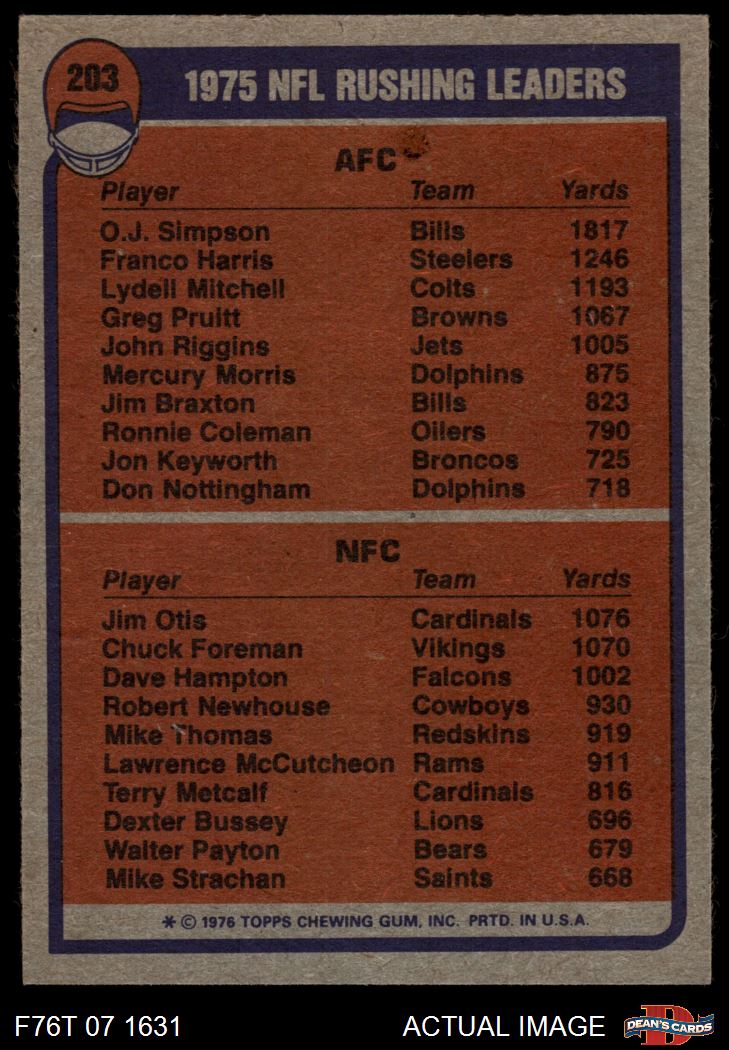 203
1975 NFL RUSHING LEADERS
AFC
Player Team Yards
O.J. Simpson Bills 1817
Franco Harris Steelers 1246
Lydell Mitchell Colts 1193
Greg Pruitt Browns 1067
John Riggins Jets 1005
Mercury Morris Dolphins 875
Jim Braxton Bills 823
Ronnie Coleman Oilers 790
Jon Keyworth Broncos 725
Don Nottingham Dolphins 718
NFC
Player Team Yards
Jim Otis Cardinals 1076
Chuck Foreman Vikings 1070
Dave Hampton Falcons 1002
Robert Newhouse Cowboys 930
Mike Thomas Redskins 919
Lawrence McCutcheon Rams 911
Terry Metcalf Cardinals 816
Dexter Bussey Lions 696
Walter Payton Bears 679
Mike Strachan Saints 668
* © 1976 TOPPS CHEWING GUM, INC. PRTD. IN U.S.A.
F76T 07 1631 ACTUAL IMAGE DEAN'S CARDS